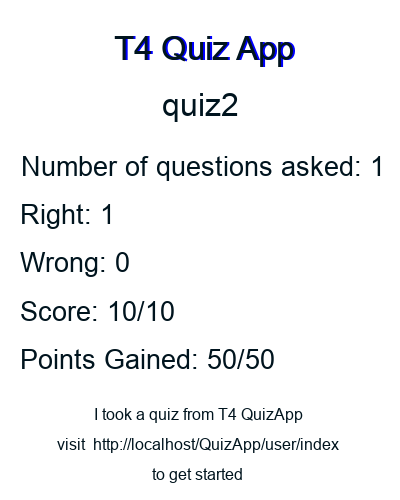 T4 Quiz App
quiz2
Number of questions asked: 1
Right: 1
Wrong: 0
Score: 10/10
Points Gained: 50/50
I took a quiz from T4 QuizApp
visit http://localhost/QuizApp/user/index
to get started